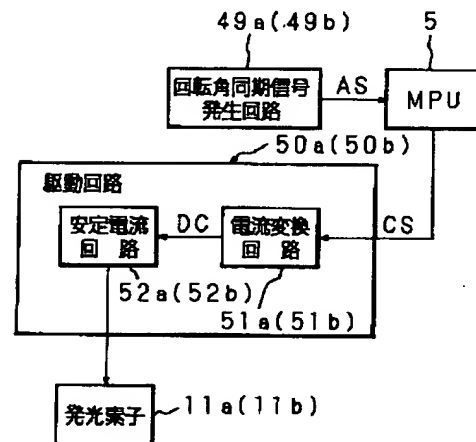 49a(49b)
5
回転角同期信号
発生回路
AS
MPU
50a(50b)
駆動回路
安定電流
回路
DC
電流変換
回路
CS
52a(52b)
51a(51b)
発光素子
11a(11b)